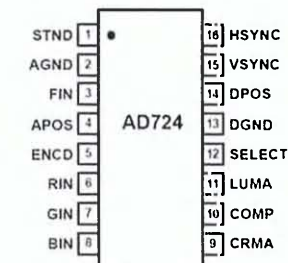 STND 1 16 HSYNC
AGND 2 15 VSYNC
FIN 3 14 DPOS
APOS 4 AD724 13 DGND
ENCD 5 12 SELECT
RIN 6 11 LUMA
GIN 7 10 COMP
BIN 8 9 CRMA